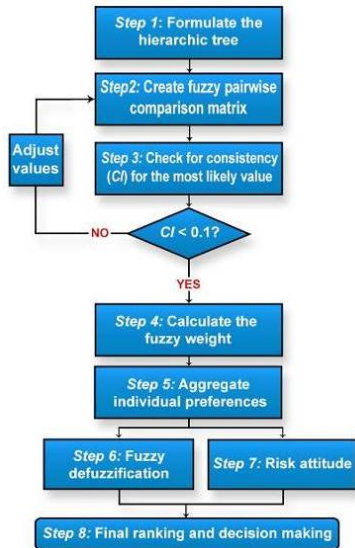 Step 1: Formulate the
hierarchic tree
Step2: Create fuzzy pairwise
comparison matrix
Adjust
values
Step 3: Check for consistency
(CI) for the most likely value
NO
CI < 0.1?
YES
Step 4: Calculate the
fuzzy weight
Step 5: Aggregate
individual preferences
Step 6: Fuzzy
defuzzification
Step 7: Risk attitude
Step 8: Final ranking and decision making